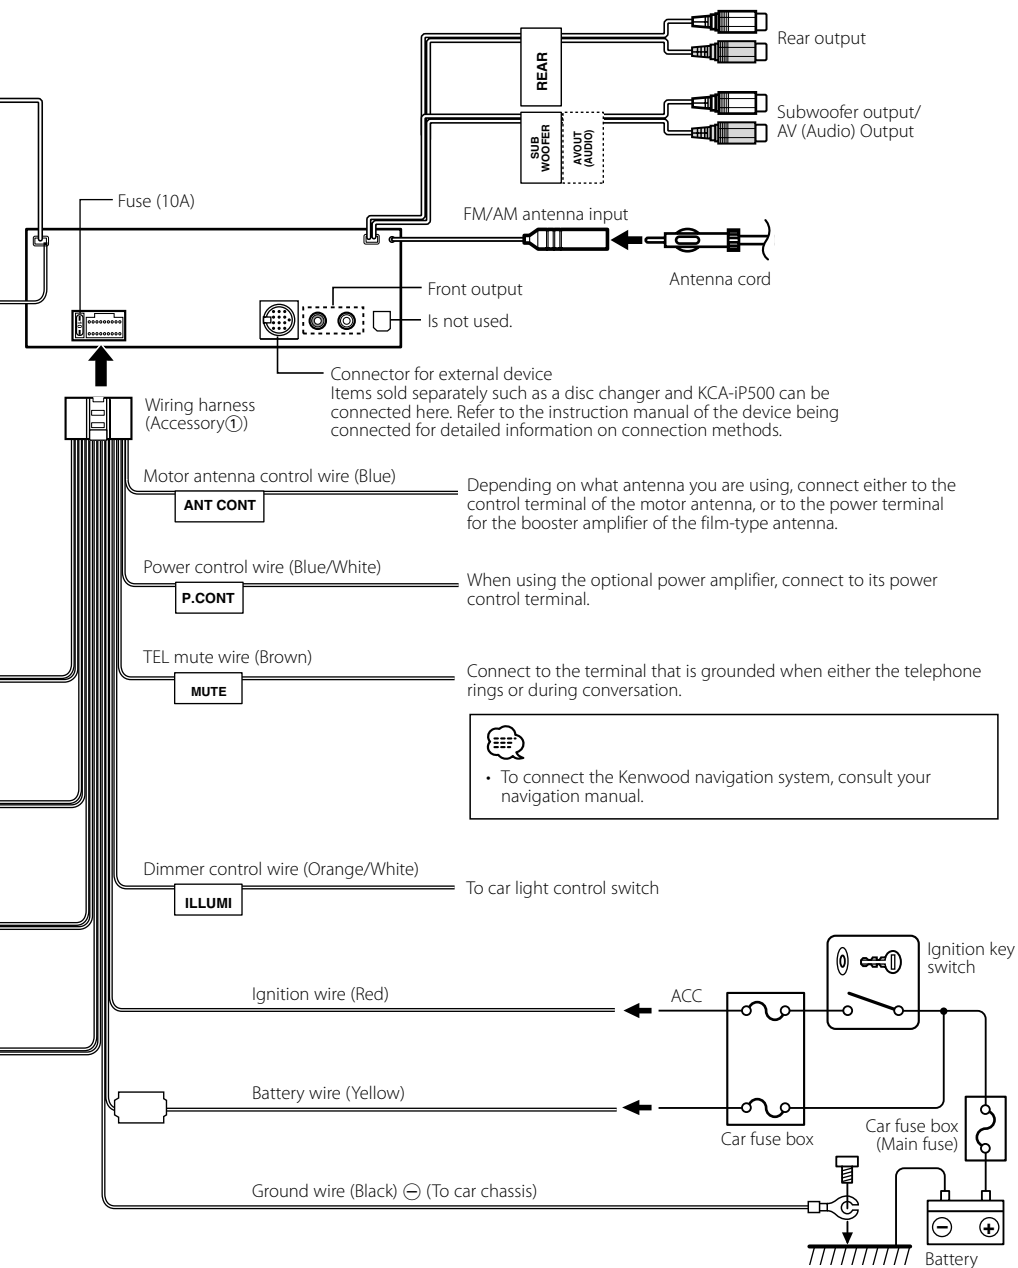 REAR
Rear output
SUB
WOOFER
AVOUT
(AUDIO)
Subwoofer output/
AV (Audio) Output
Fuse (10A)
FM/AM antenna input
Antenna cord
Front output
Is not used.
Connector for external device
Items sold separately such as a disc changer and KCA-iP500 can be
connected here. Refer to the instruction manual of the device being
connected for detailed information on connection methods.
Wiring harness
(Accessory①)
Motor antenna control wire (Blue)
ANT CONT
Depending on what antenna you are using, connect either to the
control terminal of the motor antenna, or to the power terminal
for the booster amplifier of the film-type antenna.
Power control wire (Blue/White)
P.CONT
When using the optional power amplifier, connect to its power
control terminal.
TEL mute wire (Brown)
MUTE
Connect to the terminal that is grounded when either the telephone
rings or during conversation.
• To connect the Kenwood navigation system, consult your
navigation manual.
Dimmer control wire (Orange/White)
ILLUMI
To car light control switch
Ignition key
switch
Ignition wire (Red)
ACC
Battery wire (Yellow)
Car fuse box
Car fuse box
(Main fuse)
Ground wire (Black) ⊖ (To car chassis)
⊖ ⊕
Battery